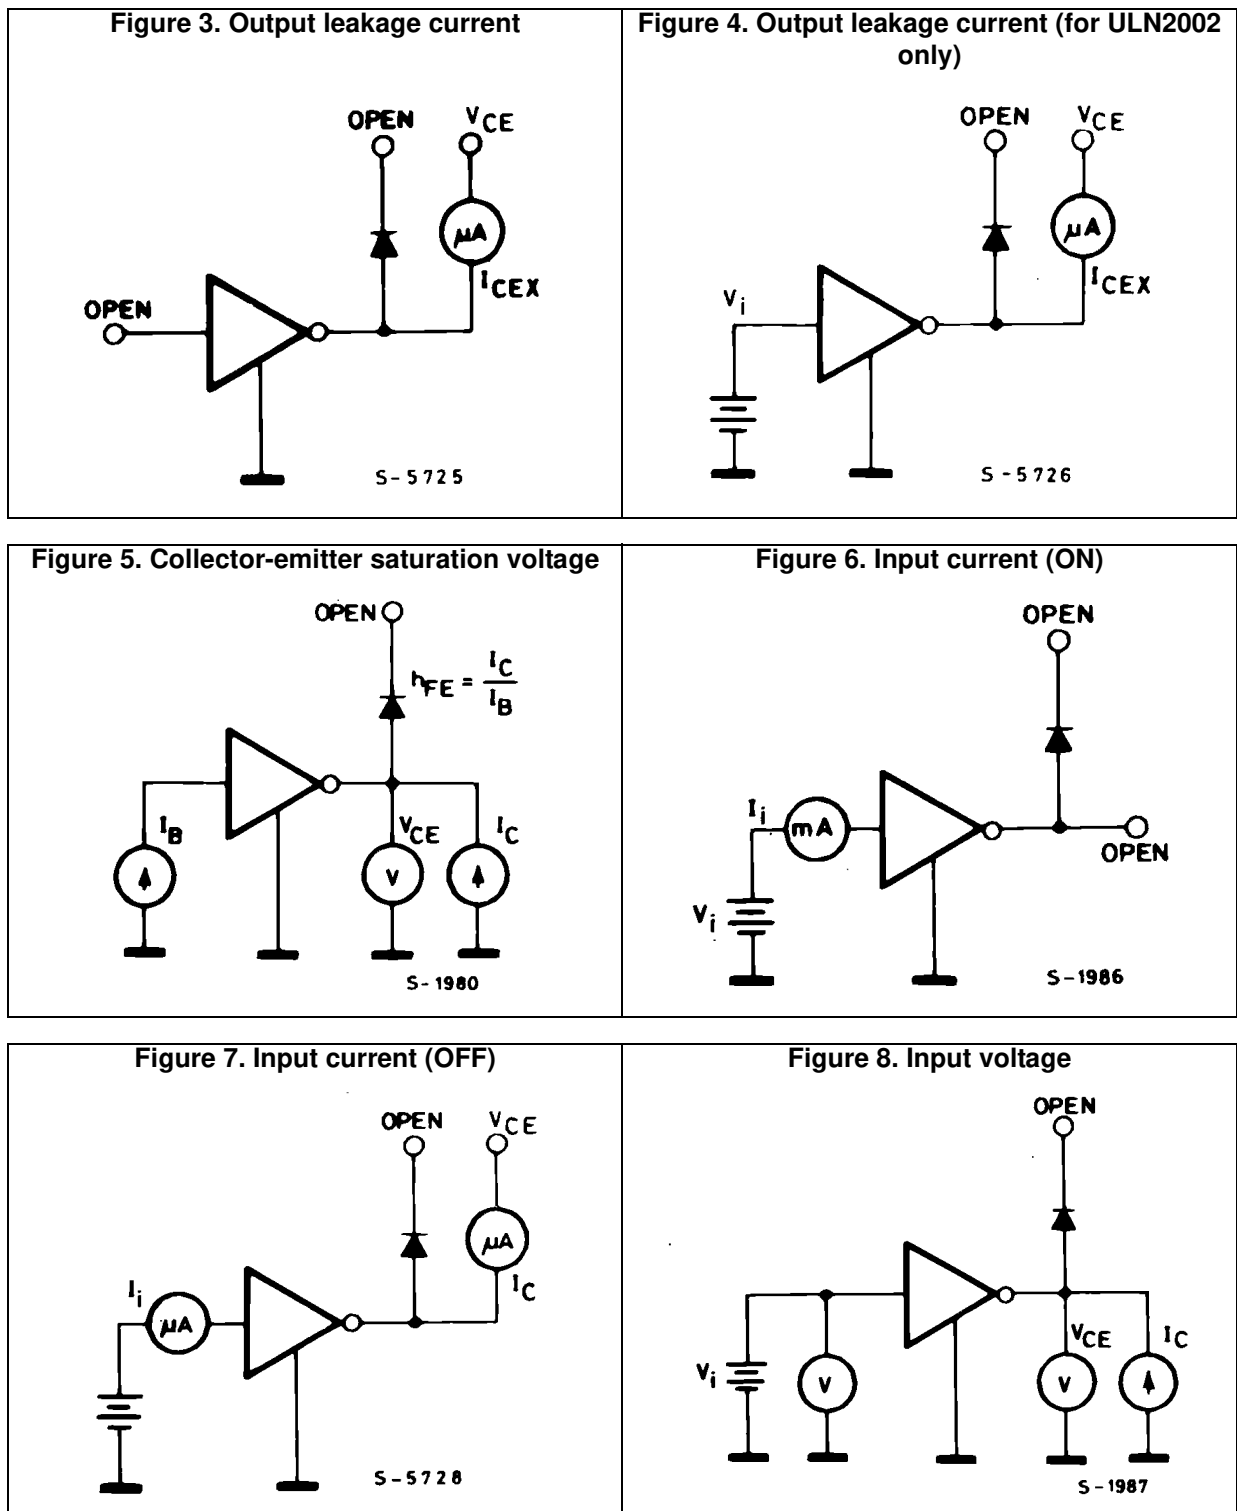 Figure 3. Output leakage current
OPEN
VCE
µA
ICEX
OPEN
S-5725
Figure 4. Output leakage current (for ULN2002
only)
OPEN
VCE
µA
ICEX
Vi
S-5726
Figure 5. Collector-emitter saturation voltage
OPEN
hFE = IC
IB
IB
VCE
IC
V
S-1980
Figure 6. Input current (ON)
OPEN
Ii
mA
OPEN
Vi
S-1986
Figure 7. Input current (OFF)
OPEN
VCE
µA
IC
Ii
µA
S-5728
Figure 8. Input voltage
OPEN
VCE
IC
Vi
V
V
S-1987